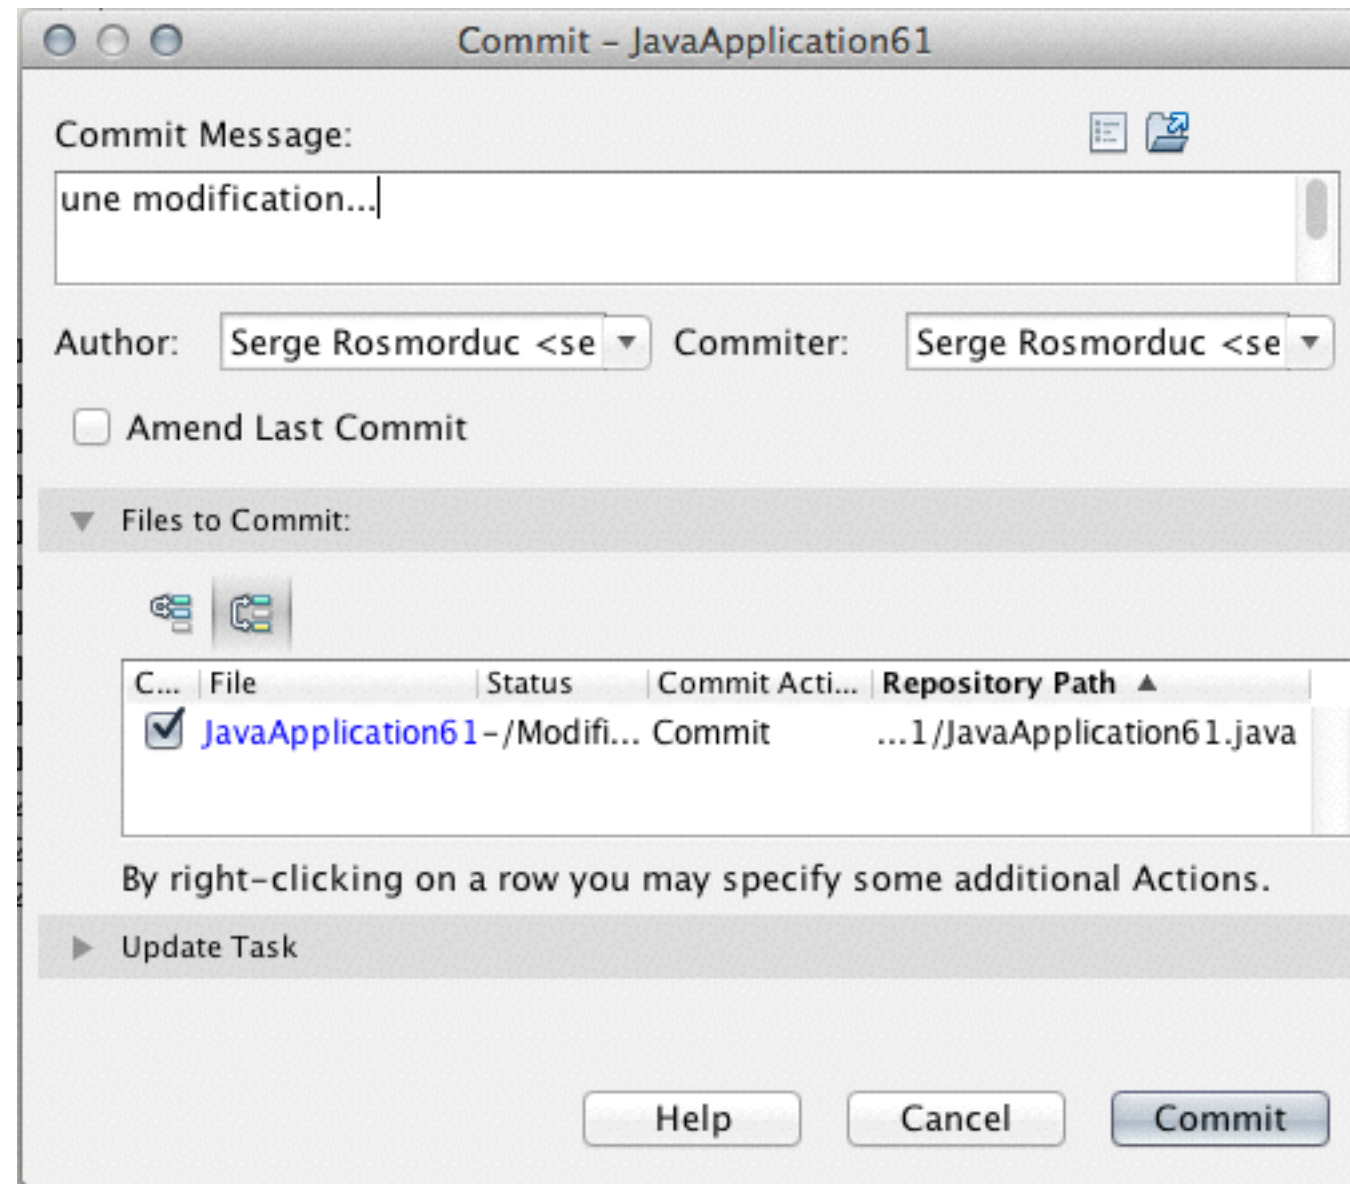 Commit – JavaApplication61
Commit Message:
une modification...
Author: Serge Rosmorduc <se Commiter: Serge Rosmorduc <se
Amend Last Commit
Files to Commit:
C... File Status Commit Acti... Repository Path
JavaApplication61 -/Modifi... Commit ...1/JavaApplication61.java
By right-clicking on a row you may specify some additional Actions.
Update Task
Help Cancel Commit